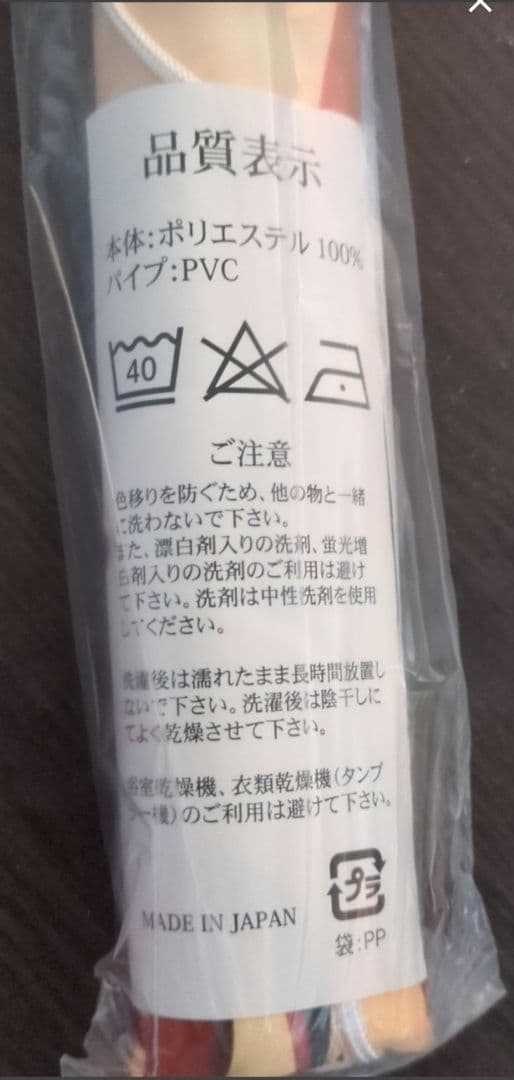 品質表示
本体:ポリエステル 100%
パイプ:PVC
40
ご注意
色移りを防ぐため、他の物と一緒
に洗わないで下さい。
また、漂白剤入りの洗剤、蛍光増
白剤入りの洗剤のご利用は避け
て下さい。洗剤は中性洗剤を使用
してください。
洗濯後は濡れたまま長時間放置し
ないで下さい。洗濯後は陰干しに
てよく乾燥させて下さい。
浴室乾燥機、衣類乾燥機(タンブ
ラー機)のご利用は避けて下さい。
プラ
MADE IN JAPAN
袋:PP